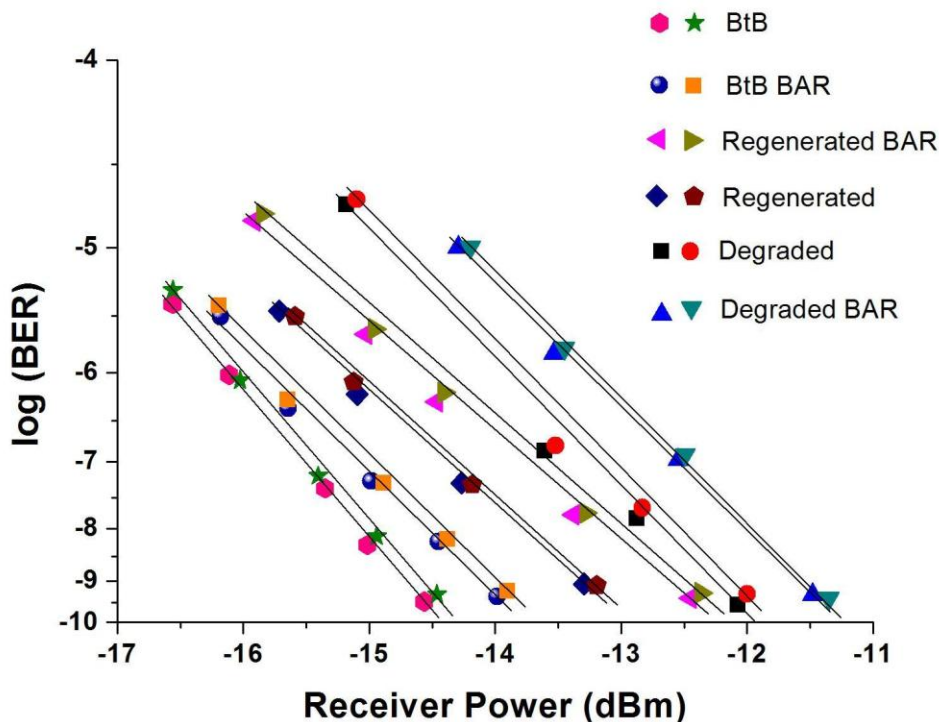 BtB
BtB BAR
Regenerated BAR
Regenerated
Degraded
Degraded BAR
-4
-5
-6
-7
-8
-9
-10
log (BER)
-17
-16
-15
-14
-13
-12
-11
Receiver Power (dBm)